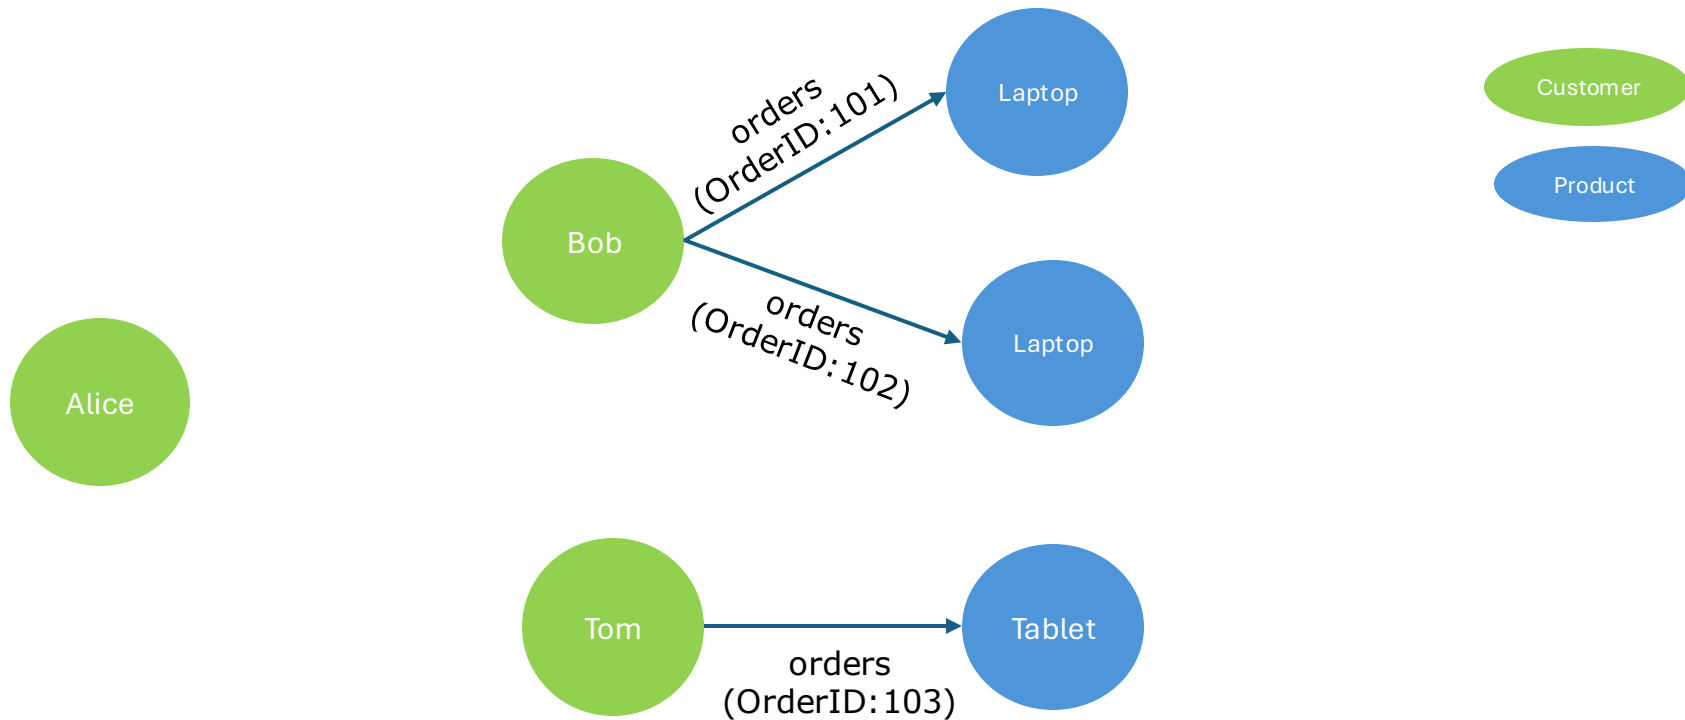 orders
(OrderID:101)
Laptop
Customer
Product
Bob
orders
(OrderID:102)
Laptop
Alice
Tom
Tablet
orders
(OrderID:103)